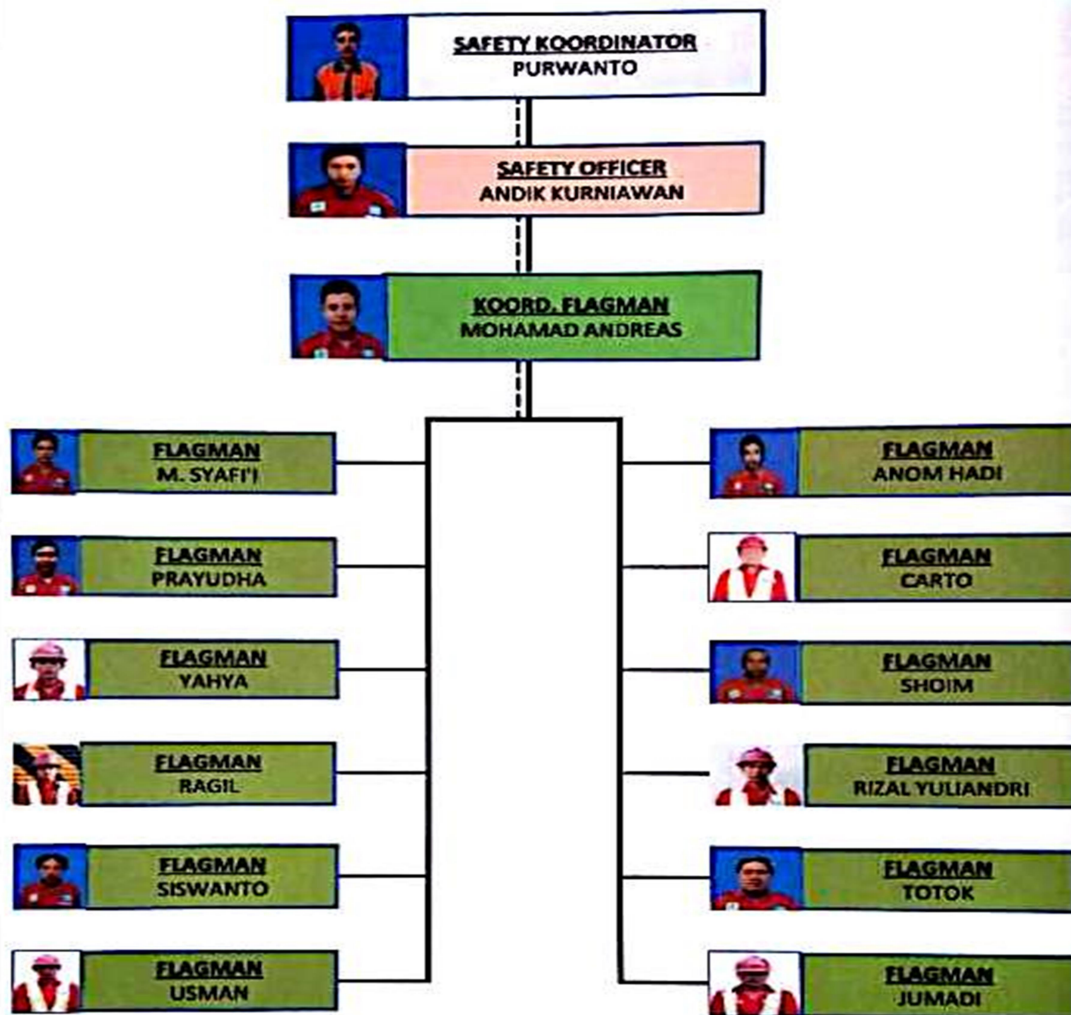 SAFETY KOORDINATOR
PURWANTO
SAFETY OFFICER
ANDIK KURNIAWAN
KOORD. FLAGMAN
MOHAMAD ANDREAS
FLAGMAN
M. SYAFI'I
FLAGMAN
PRAYUDHA
FLAGMAN
YAHYA
FLAGMAN
RAGIL
FLAGMAN
SISWANTO
FLAGMAN
USMAN
FLAGMAN
ANOM HADI
FLAGMAN
CARTO
FLAGMAN
SHOIM
FLAGMAN
RIZAL YULIANDRI
FLAGMAN
TOTOK
FLAGMAN
JUMADI